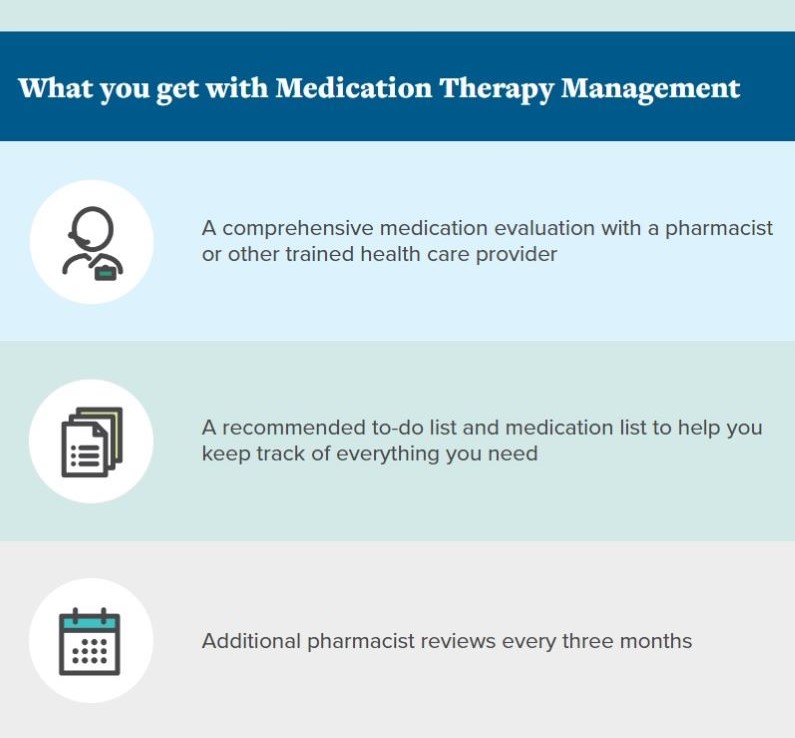 What you get with Medication Therapy Management
A comprehensive medication evaluation with a pharmacist
or other trained health care provider
A recommended to-do list and medication list to help you
keep track of everything you need
Additional pharmacist reviews every three months